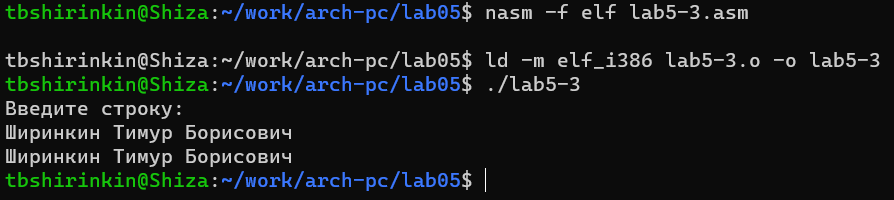 tbshirinkin@Shiza:~/work/arch-pc/lab05$ nasm -f elf lab5-3.asm
tbshirinkin@Shiza:~/work/arch-pc/lab05$ ld -m elf_i386 lab5-3.o -o lab5-3
tbshirinkin@Shiza:~/work/arch-pc/lab05$ ./lab5-3
Введите строку:
Ширинкин Тимур Борисович
Ширинкин Тимур Борисович
tbshirinkin@Shiza:~/work/arch-pc/lab05$